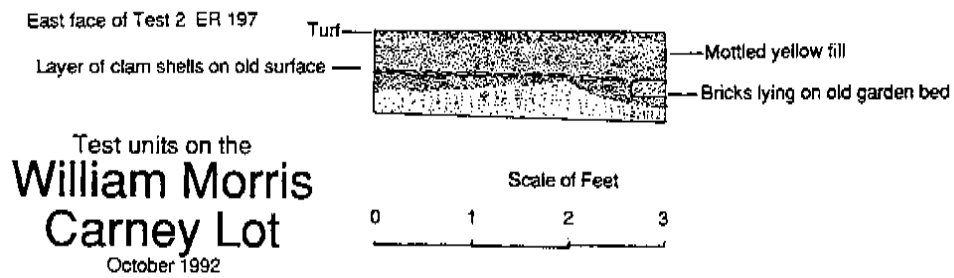 East face of Test 2 ER 197
Turf
Mottled yellow fill
Layer of clam shells on old surface
Bricks lying on old garden bed
Test units on the
William Morris
Carney Lot
October 1992
Scale of Feet
0 1 2 3